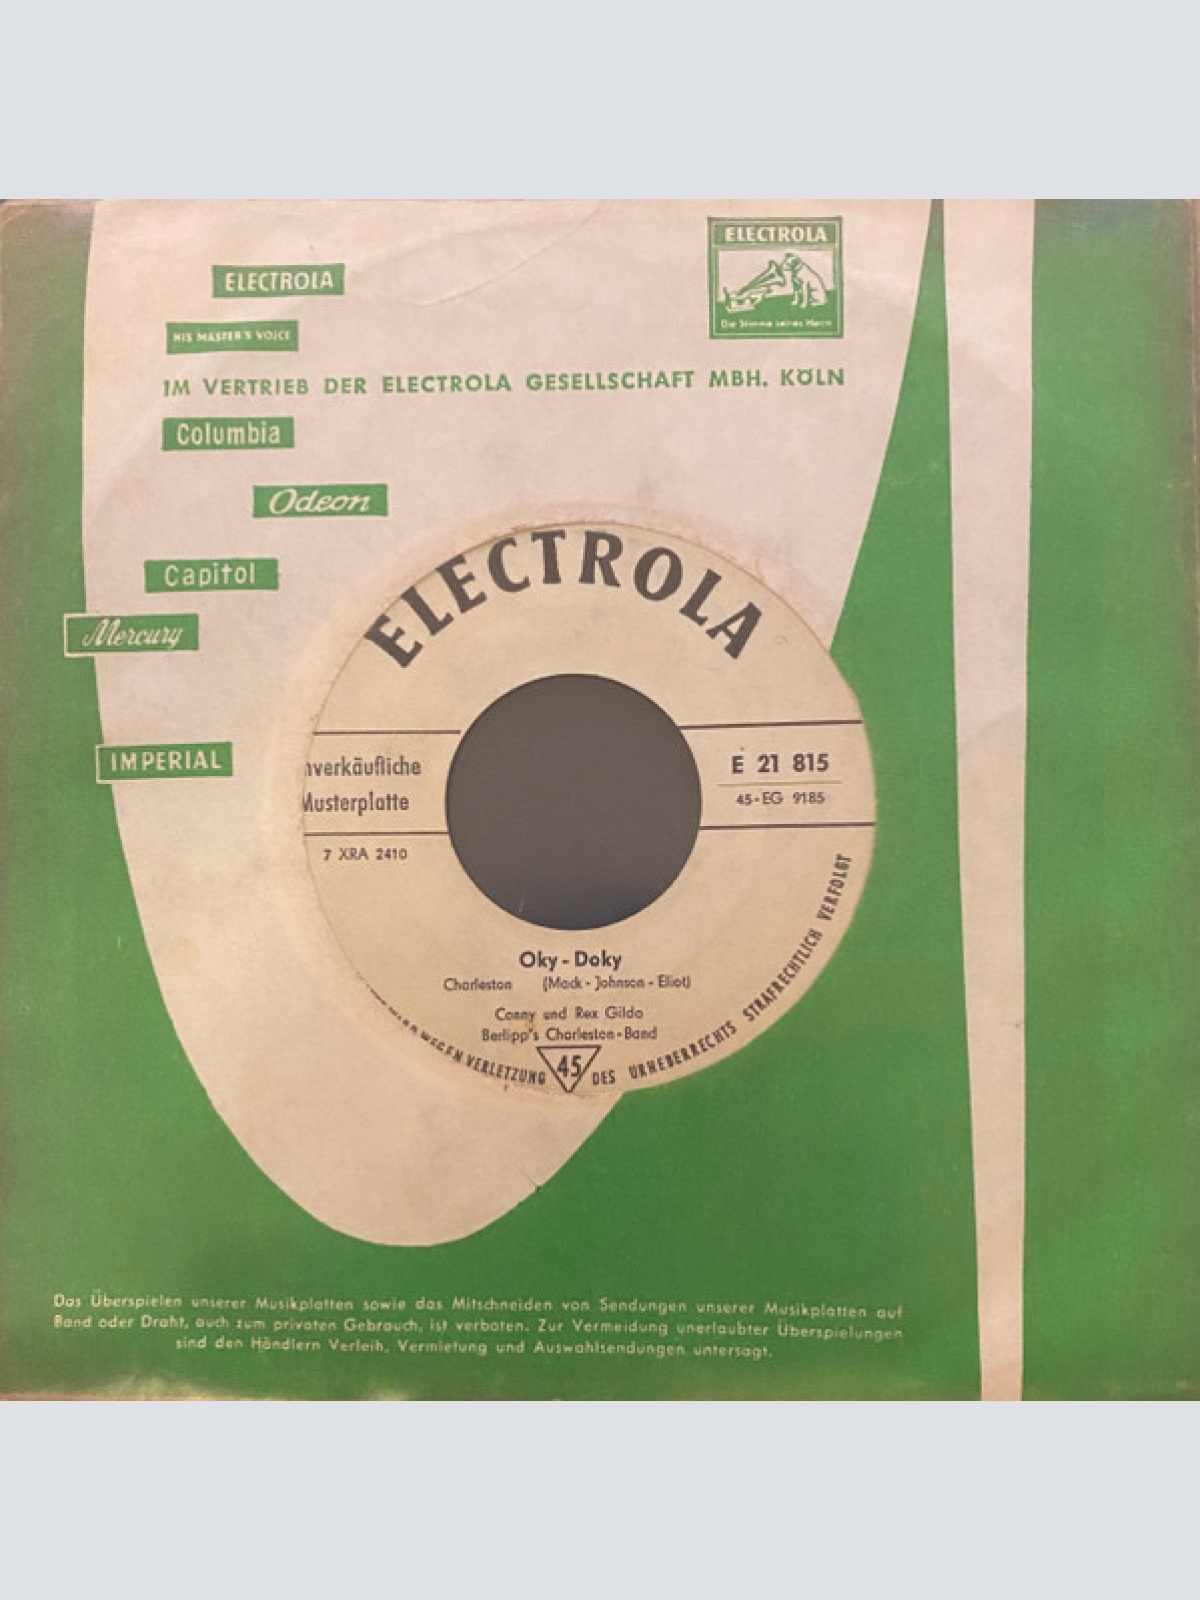 ELECTROLA
ELECTROLA
Die Stimme seines Herrn
HIS MASTER'S VOICE
IM VERTRIEB DER ELECTROLA GESELLSCHAFT MBH. KÖLN
Columbia
Odeon
Capitol
Mercury
IMPERIAL
ELECTROLA
nverkäufliche
Musterplatte
E 21 815
45-EG 9185
7 XRA 2410
Oky-Doky
Charleston (Mack-Johnson-Eliot)
Conny und Rex Gildo
Berlipp's Charleston-Band
45
WEGEN VERLETZUNG DES URHEBERRECHTS STRAFRECHTLICH VERFOLGT
Das Überspielen unserer Musikplatten sowie das Mitschneiden von Sendungen unserer Musikplatten auf
Band oder Draht, auch zum privaten Gebrauch, ist verboten. Zur Vermeidung unerlaubter Überspielungen
sind den Händlern Verleih, Vermietung und Auswahlsendungen untersagt.